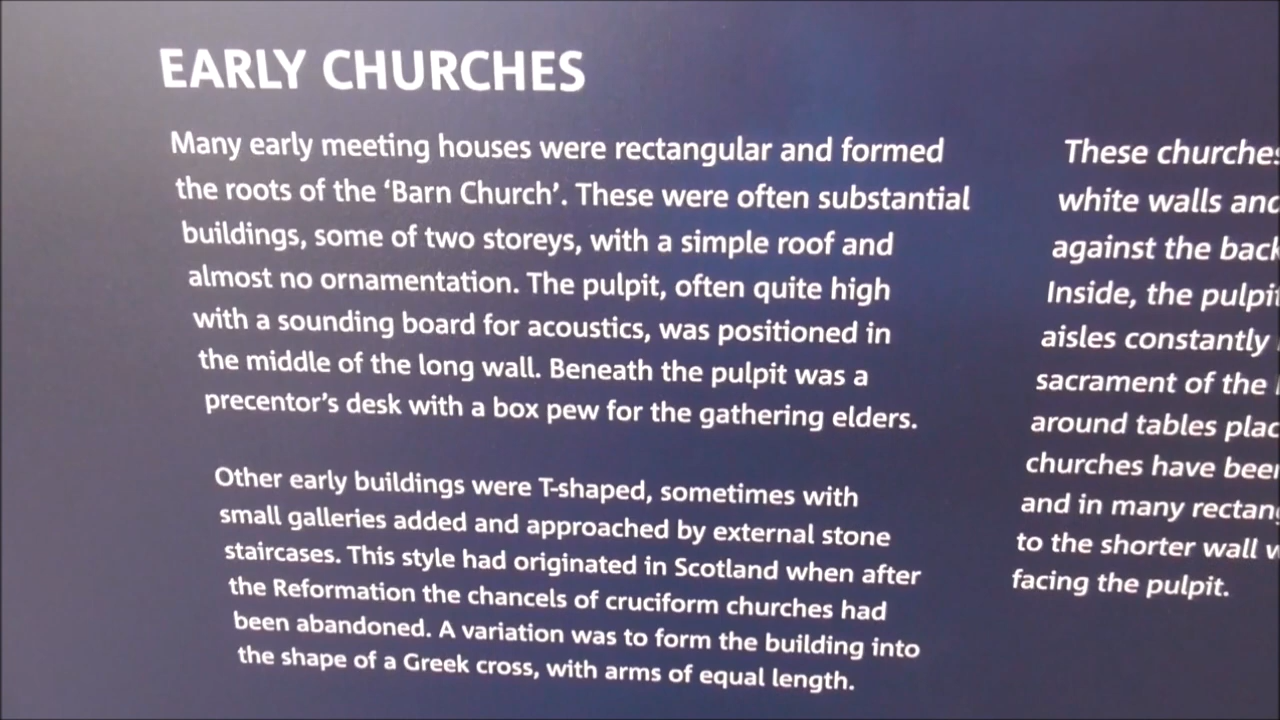 EARLY CHURCHES
Many early meeting houses were rectangular and formed
the roots of the ‘Barn Church’. These were often substantial
buildings, some of two storeys, with a simple roof and
almost no ornamentation. The pulpit, often quite high
with a sounding board for acoustics, was positioned in
the middle of the long wall. Beneath the pulpit was a
precentor’s desk with a box pew for the gathering elders.
Other early buildings were T-shaped, sometimes with
small galleries added and approached by external stone
staircases. This style had originated in Scotland when after
the Reformation the chancels of cruciform churches had
been abandoned. A variation was to form the building into
the shape of a Greek cross, with arms of equal length.
These churches
white walls and
against the back
Inside, the pulpit
aisles constantly
sacrament of the
around tables
churches have been
and in many
to the shorter wall
facing the pulpit.